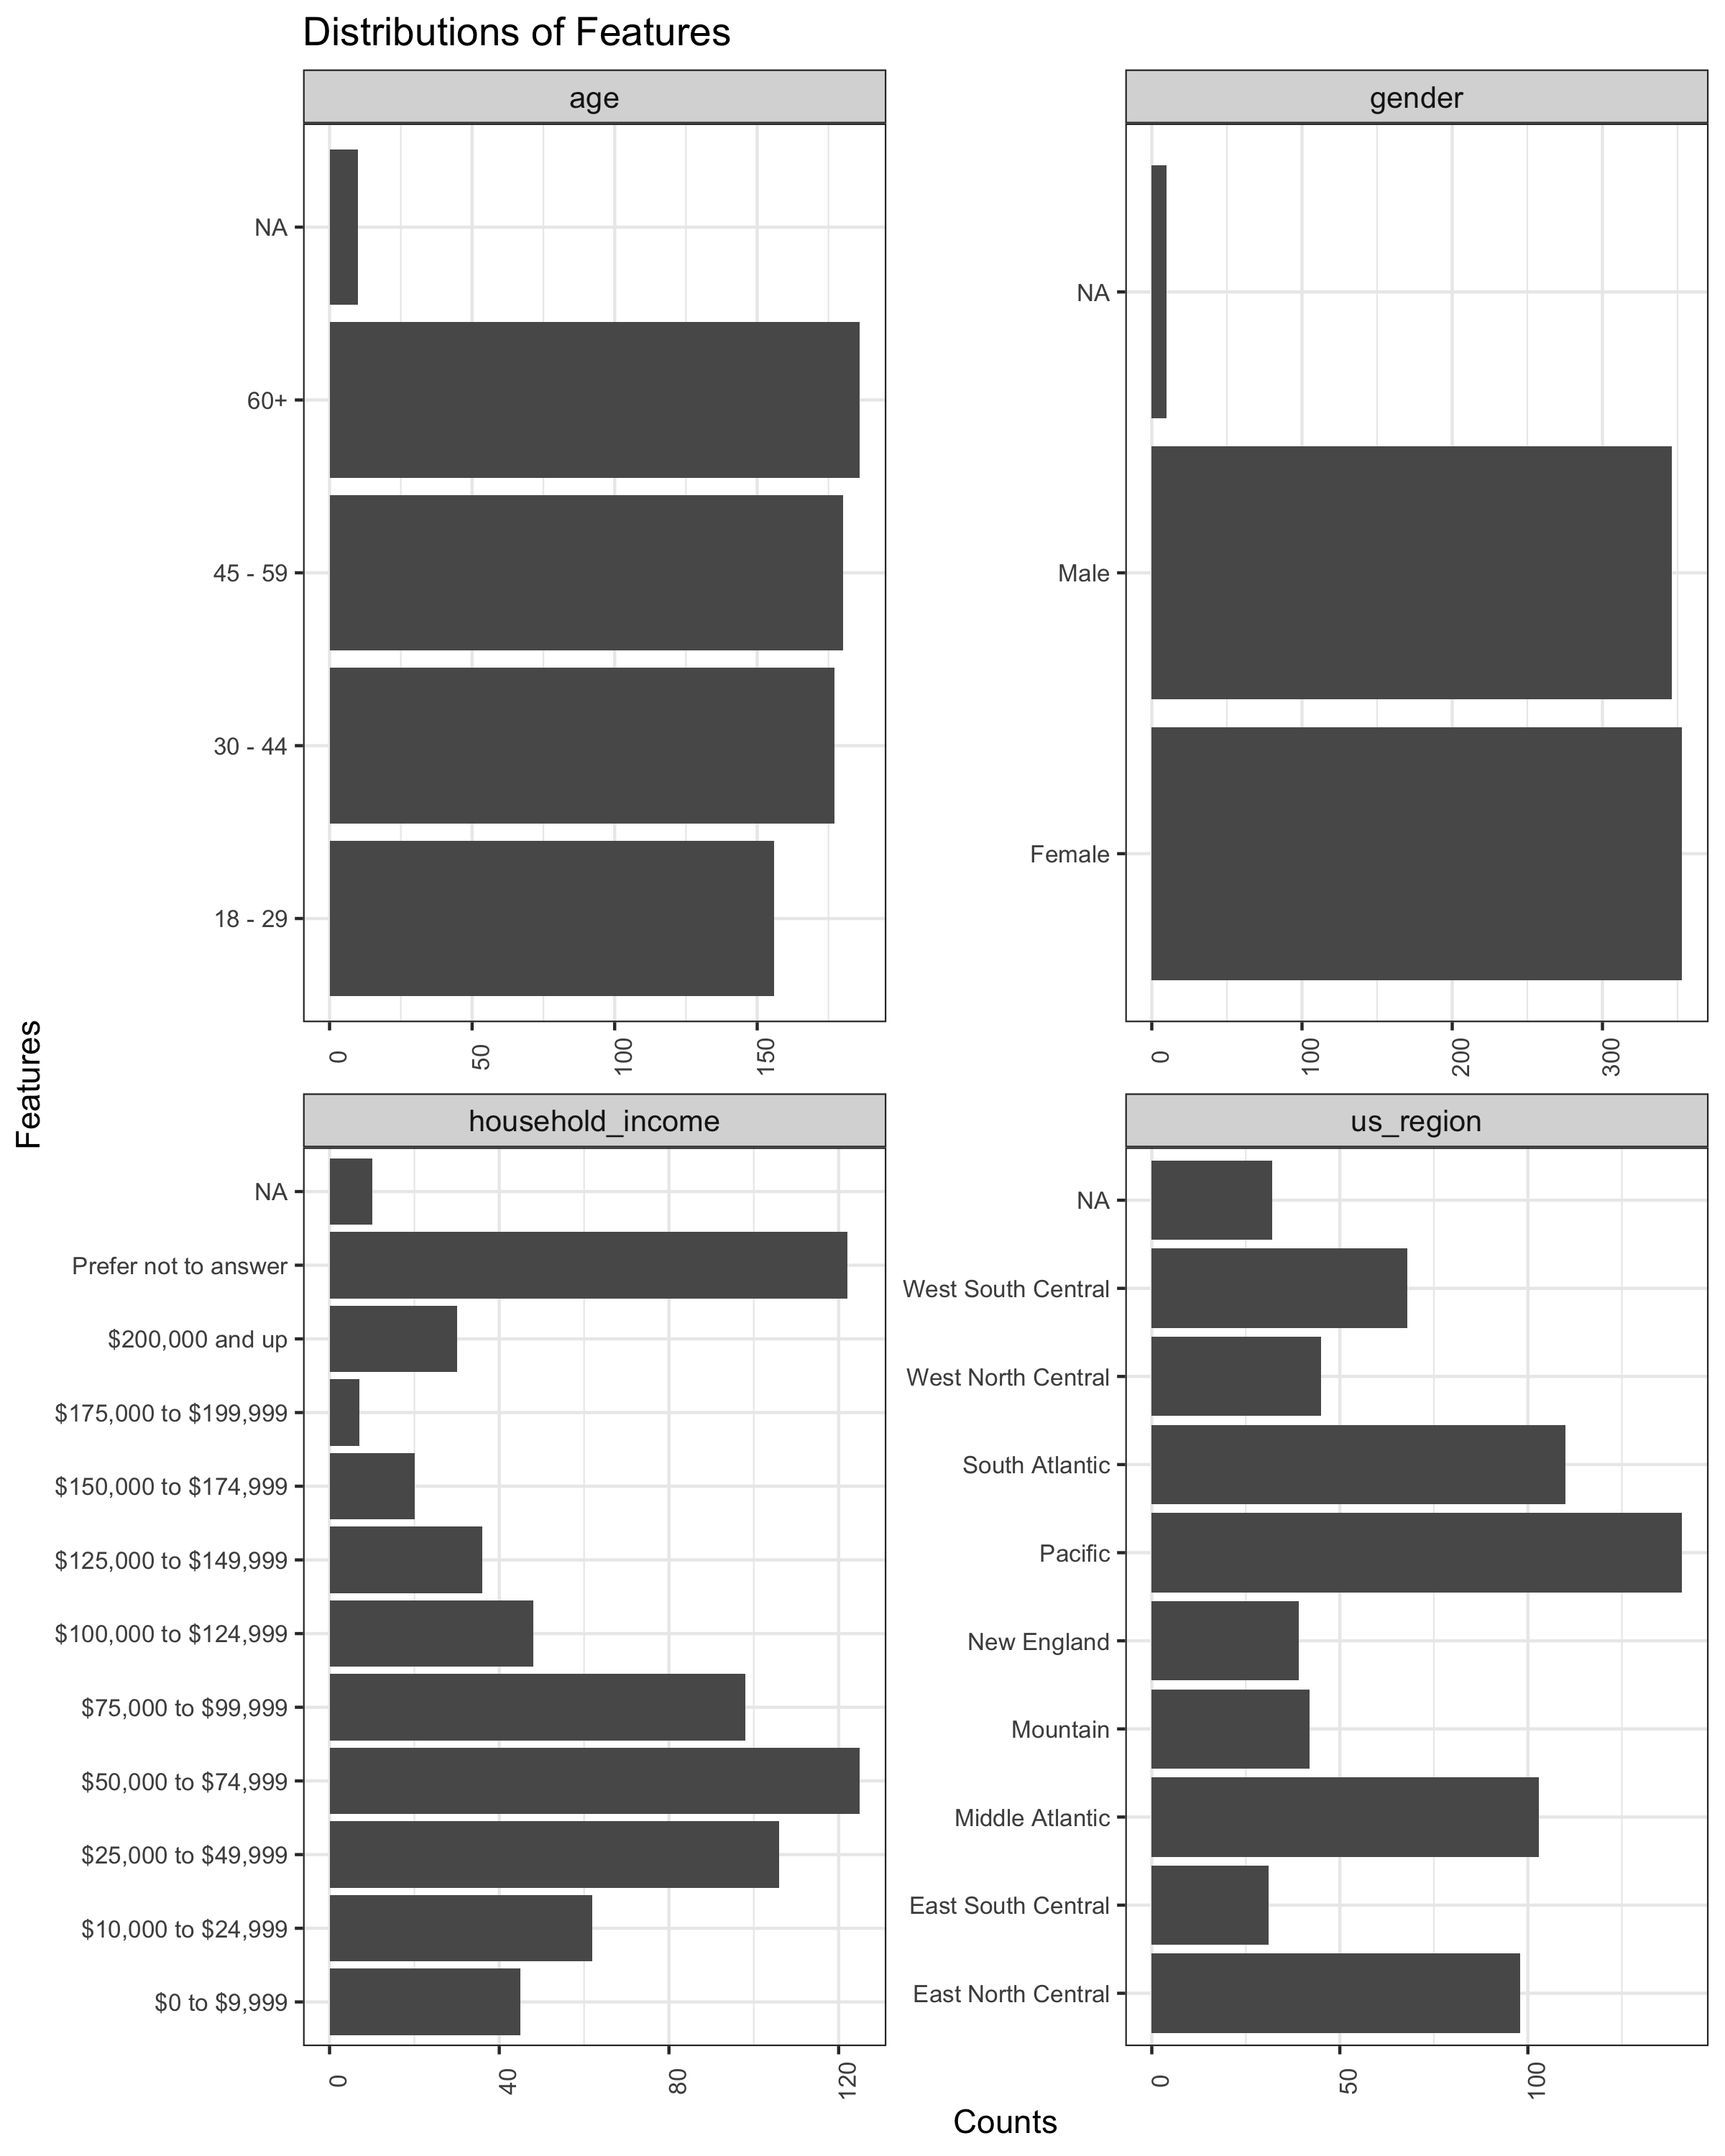 Distributions of Features
age
NA
60+
45 - 59
30 - 44
18 - 29
0
50
100
150
gender
NA
Male
Female
0
100
200
300
Features
household_income
NA
Prefer not to answer
$200,000 and up
$175,000 to $199,999
$150,000 to $174,999
$125,000 to $149,999
$100,000 to $124,999
$75,000 to $99,999
$50,000 to $74,999
$25,000 to $49,999
$10,000 to $24,999
$0 to $9,999
0
40
80
120
us_region
NA
West South Central
West North Central
South Atlantic
Pacific
New England
Mountain
Middle Atlantic
East South Central
East North Central
0
50
100
Counts